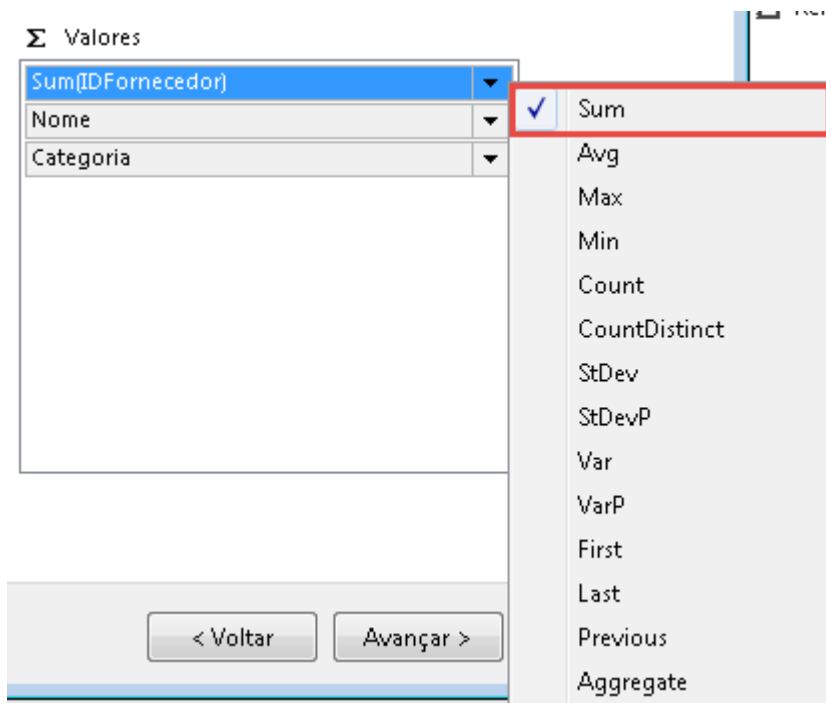 Σ Valores
Sum(IDFornecedor)
Nome
Categoria
Sum
Avg
Max
Min
Count
CountDistinct
StDev
StDevP
Var
VarP
First
Last
Previous
Aggregate
< Voltar
Avançar >